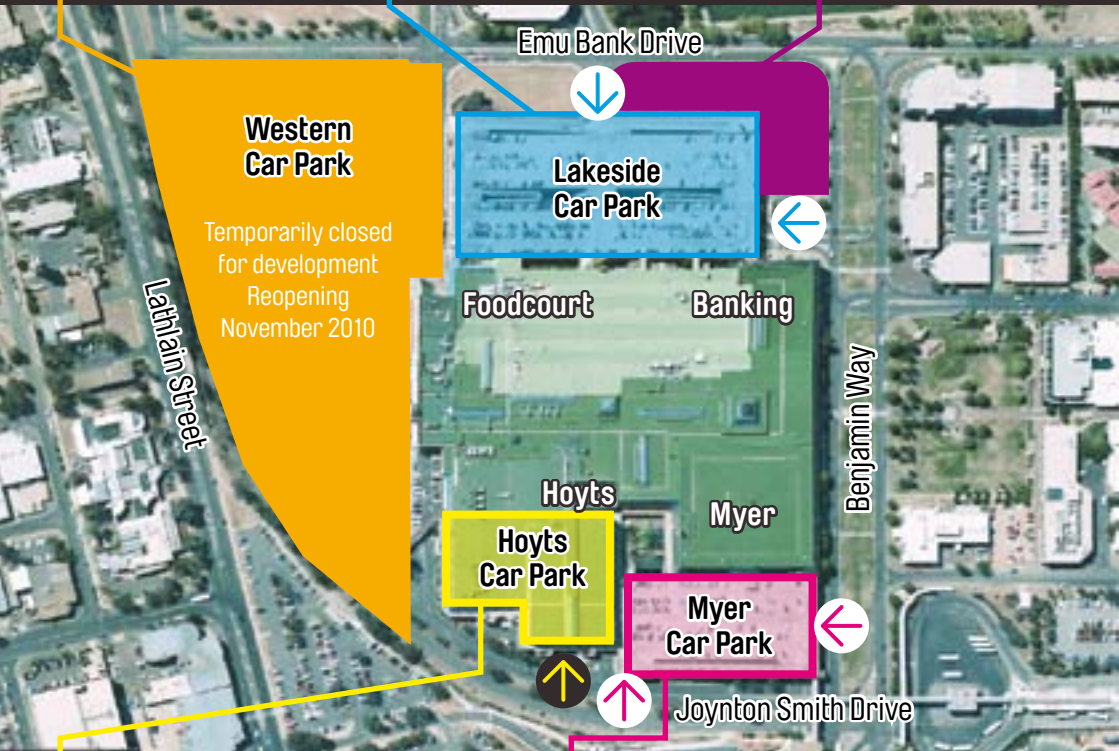 Emu Bank Drive
Western
Car Park
Temporarily closed
for development
Reopening
November 2010
Lakeside
Car Park
Foodcourt
Banking
Lathlain Street
Benjamin Way
Hoyts
Myer
Hoyts
Car Park
Myer
Car Park
Joynton Smith Drive